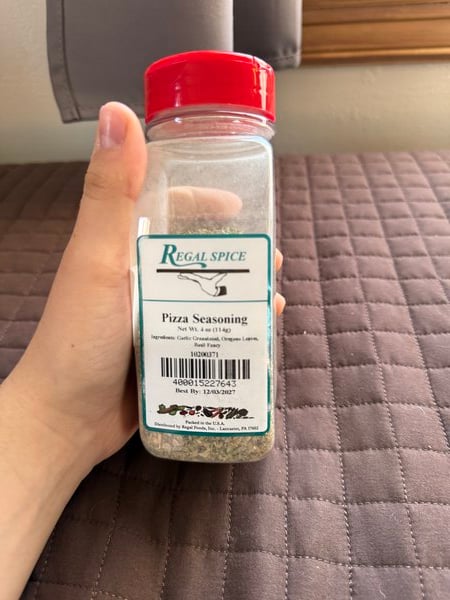 REGAL SPICE
Pizza Seasoning
Net Wt. 4 oz (114g)
Ingredients: Garlic Granulated, Oregano Leaves,
Basil Fancy
10200371
400015227643
Best By: 12/03/2027
Packed in the U.S.A.
Distributed by Regal Foods, Inc. - Lancaster, PA 17602